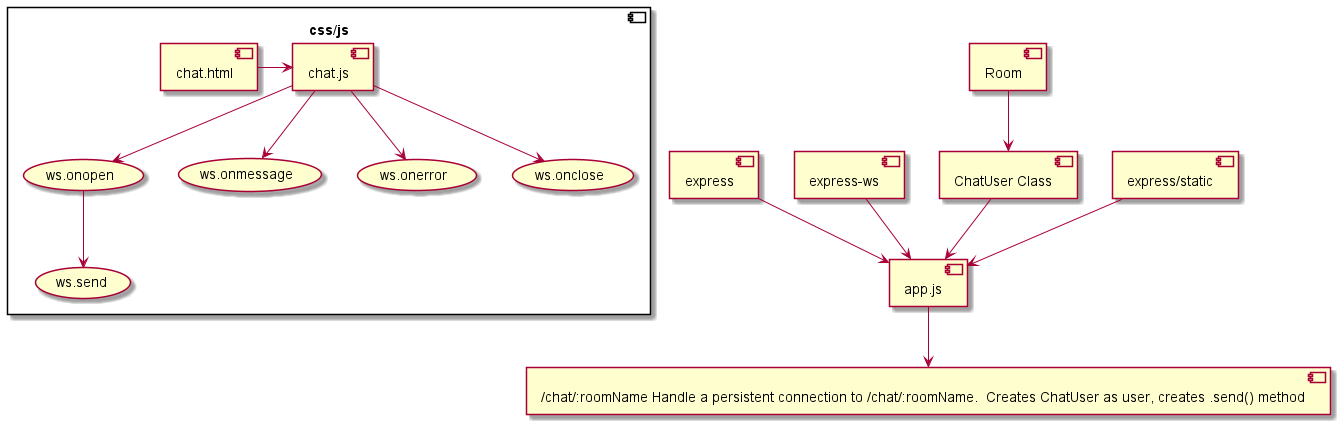 css/js
chat.html
chat.js
Room
ws.onopen
ws.onmessage
ws.onerror
ws.onclose
express
express-ws
ChatUser Class
express/static
ws.send
app.js
/chat/:roomName Handle a persistent connection to /chat/:roomName.  Creates ChatUser as user, creates .send() method